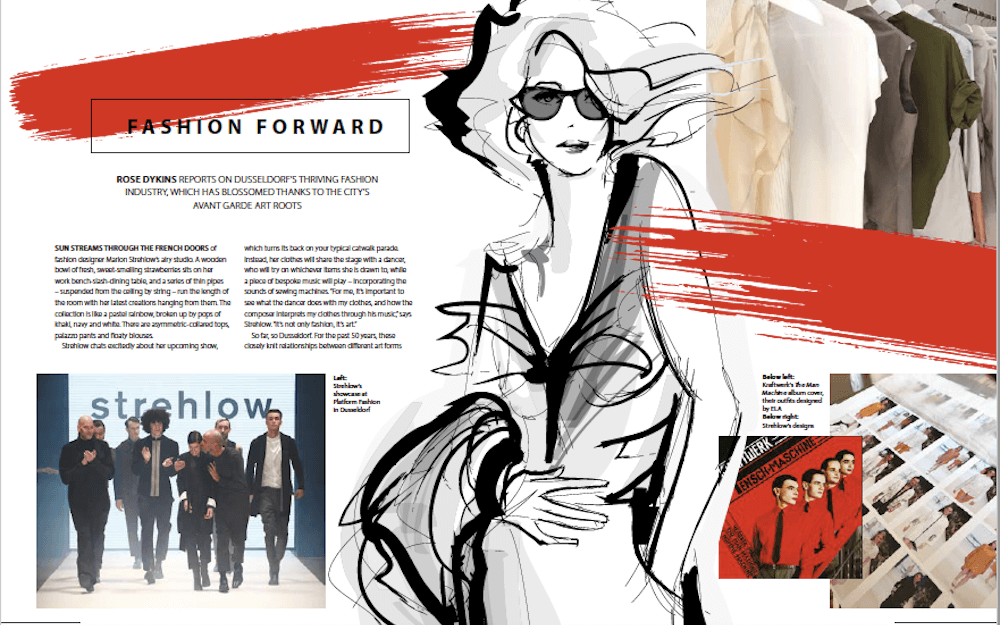 FASHION FORWARD
ROSE DYKINS REPORTS ON DUSSELDORF'S THRIVING FASHION
INDUSTRY, WHICH HAS BLOSSOMED THANKS TO THE CITY'S
AVANT GARDE ART ROOTS
SUN STREAMS THROUGH THE FRENCH DOORS of
fashion designer Marion Strehlow's airy studio. A wooden
bowl of fresh, sweet-smelling strawberries sits on her
work bench-slash-dining table, and a series of thin pipes
– suspended from the ceiling by string – run the length of
the room with her latest creations hanging from them. The
collection is like a pastel rainbow, broken up by pops of
khaki, navy and white. There are asymmetric-collared tops,
palazzo pants and floaty blouses.
Strehlow chats excitedly about her upcoming show,
which turns its back on your typical catwalk parade.
Instead, her clothes will share the stage with a dancer,
who will try on whichever items she is drawn to, while
a piece of bespoke music will play – incorporating the
sounds of sewing machines. "For me, it's important to
see what the dancer does with my clothes, and how the
composer interprets my clothes through his music," says
Strehlow. "It's not only fashion, it's art."
So far, so Dusseldorf. For the past 50 years, these
closely knit relationships between different art forms
strehlow
Left:
Strehlow's
showcase at
Platform Fashion
in Dusseldorf
Below left:
Kraftwerk's The Man
Machine album cover,
their outfits designed
by ELA
Below right:
Strehlow's designs
TWERK
ENSCH-MASCHINE